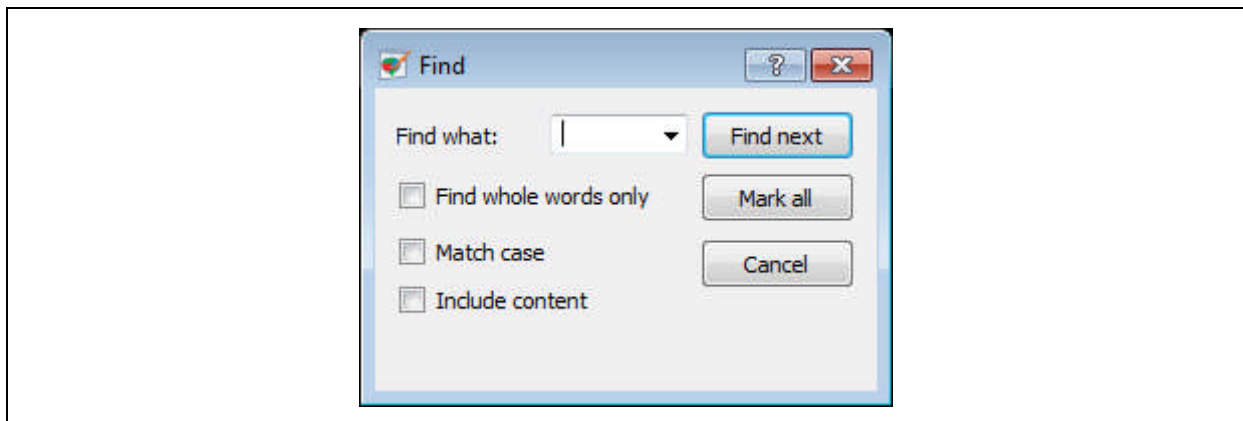 Find
Find what:
Find next
Find whole words only
Mark all
Match case
Cancel
Include content